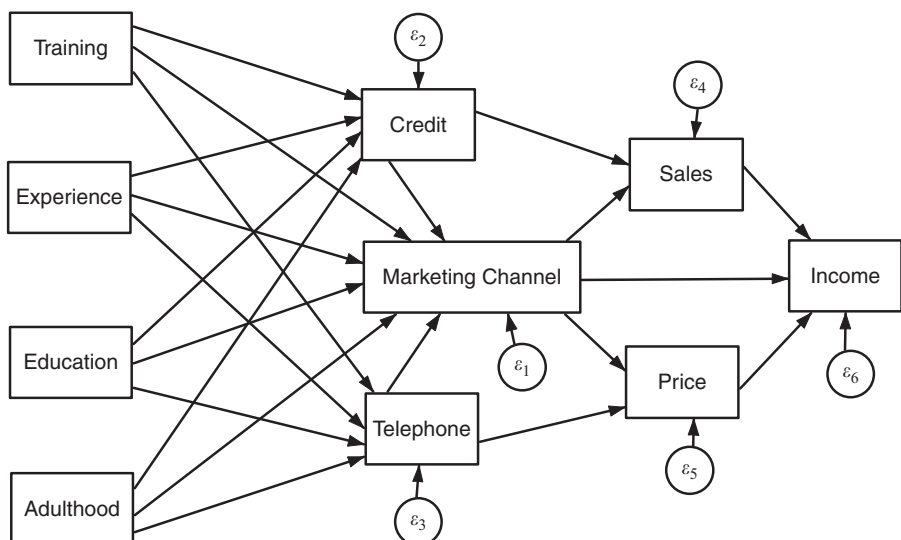 Training
Experience
Education
Adulthood
ε2
Credit
Marketing Channel
ε1
Telephone
ε3
ε4
Sales
Price
ε5
Income
ε6